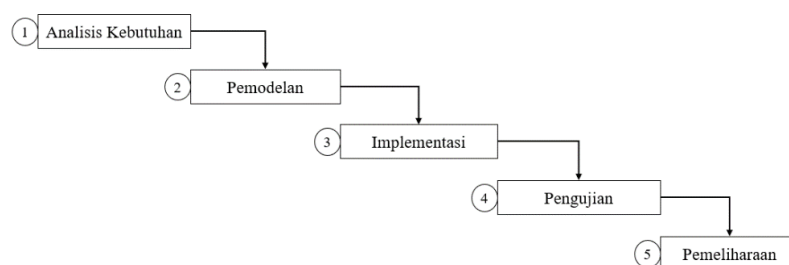 1 Analisis Kebutuhan
2 Pemodelan
3 Implementasi
4 Pengujian
5 Pemeliharaan